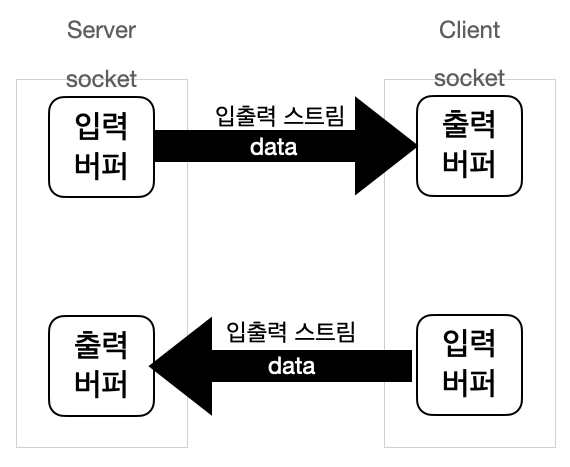 Server
Client
socket
socket
입력
버퍼
입출력 스트림
data
출력
버퍼
출력
버퍼
입출력 스트림
data
입력
버퍼